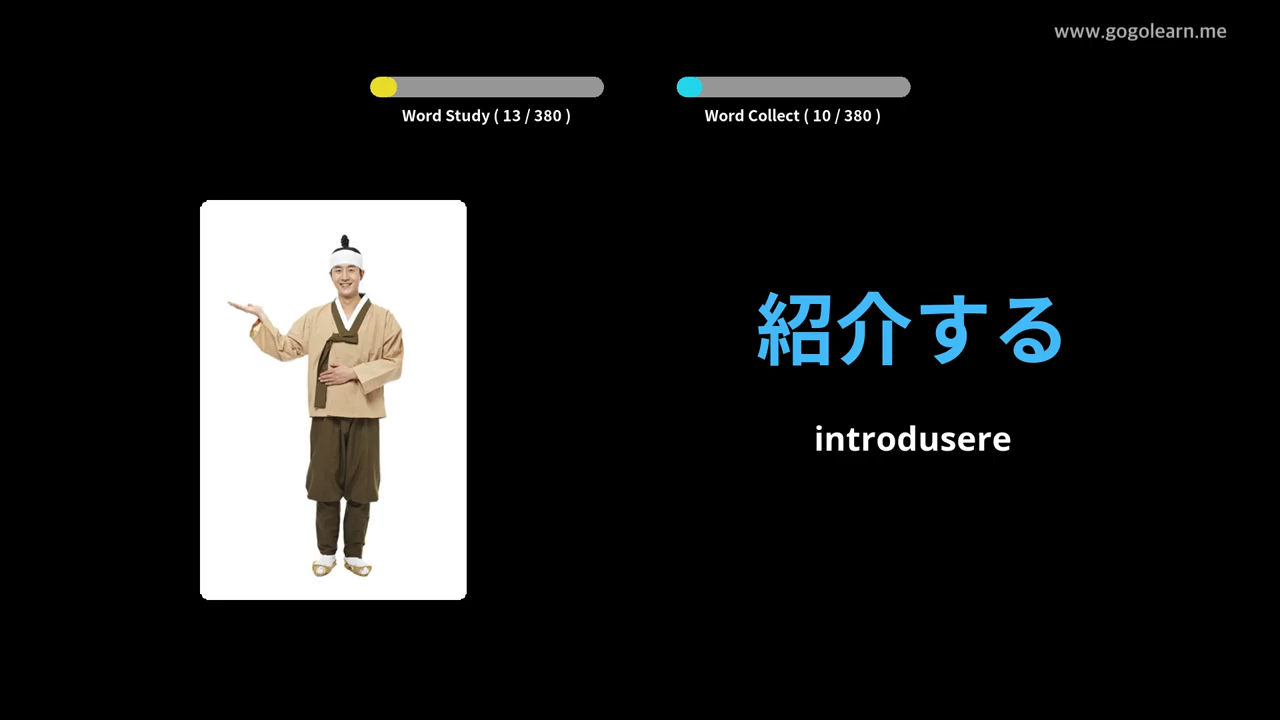 www.gogolearn.me
Word Study ( 13 / 380 )
Word Collect ( 10 / 380 )
紹介する
introdusere